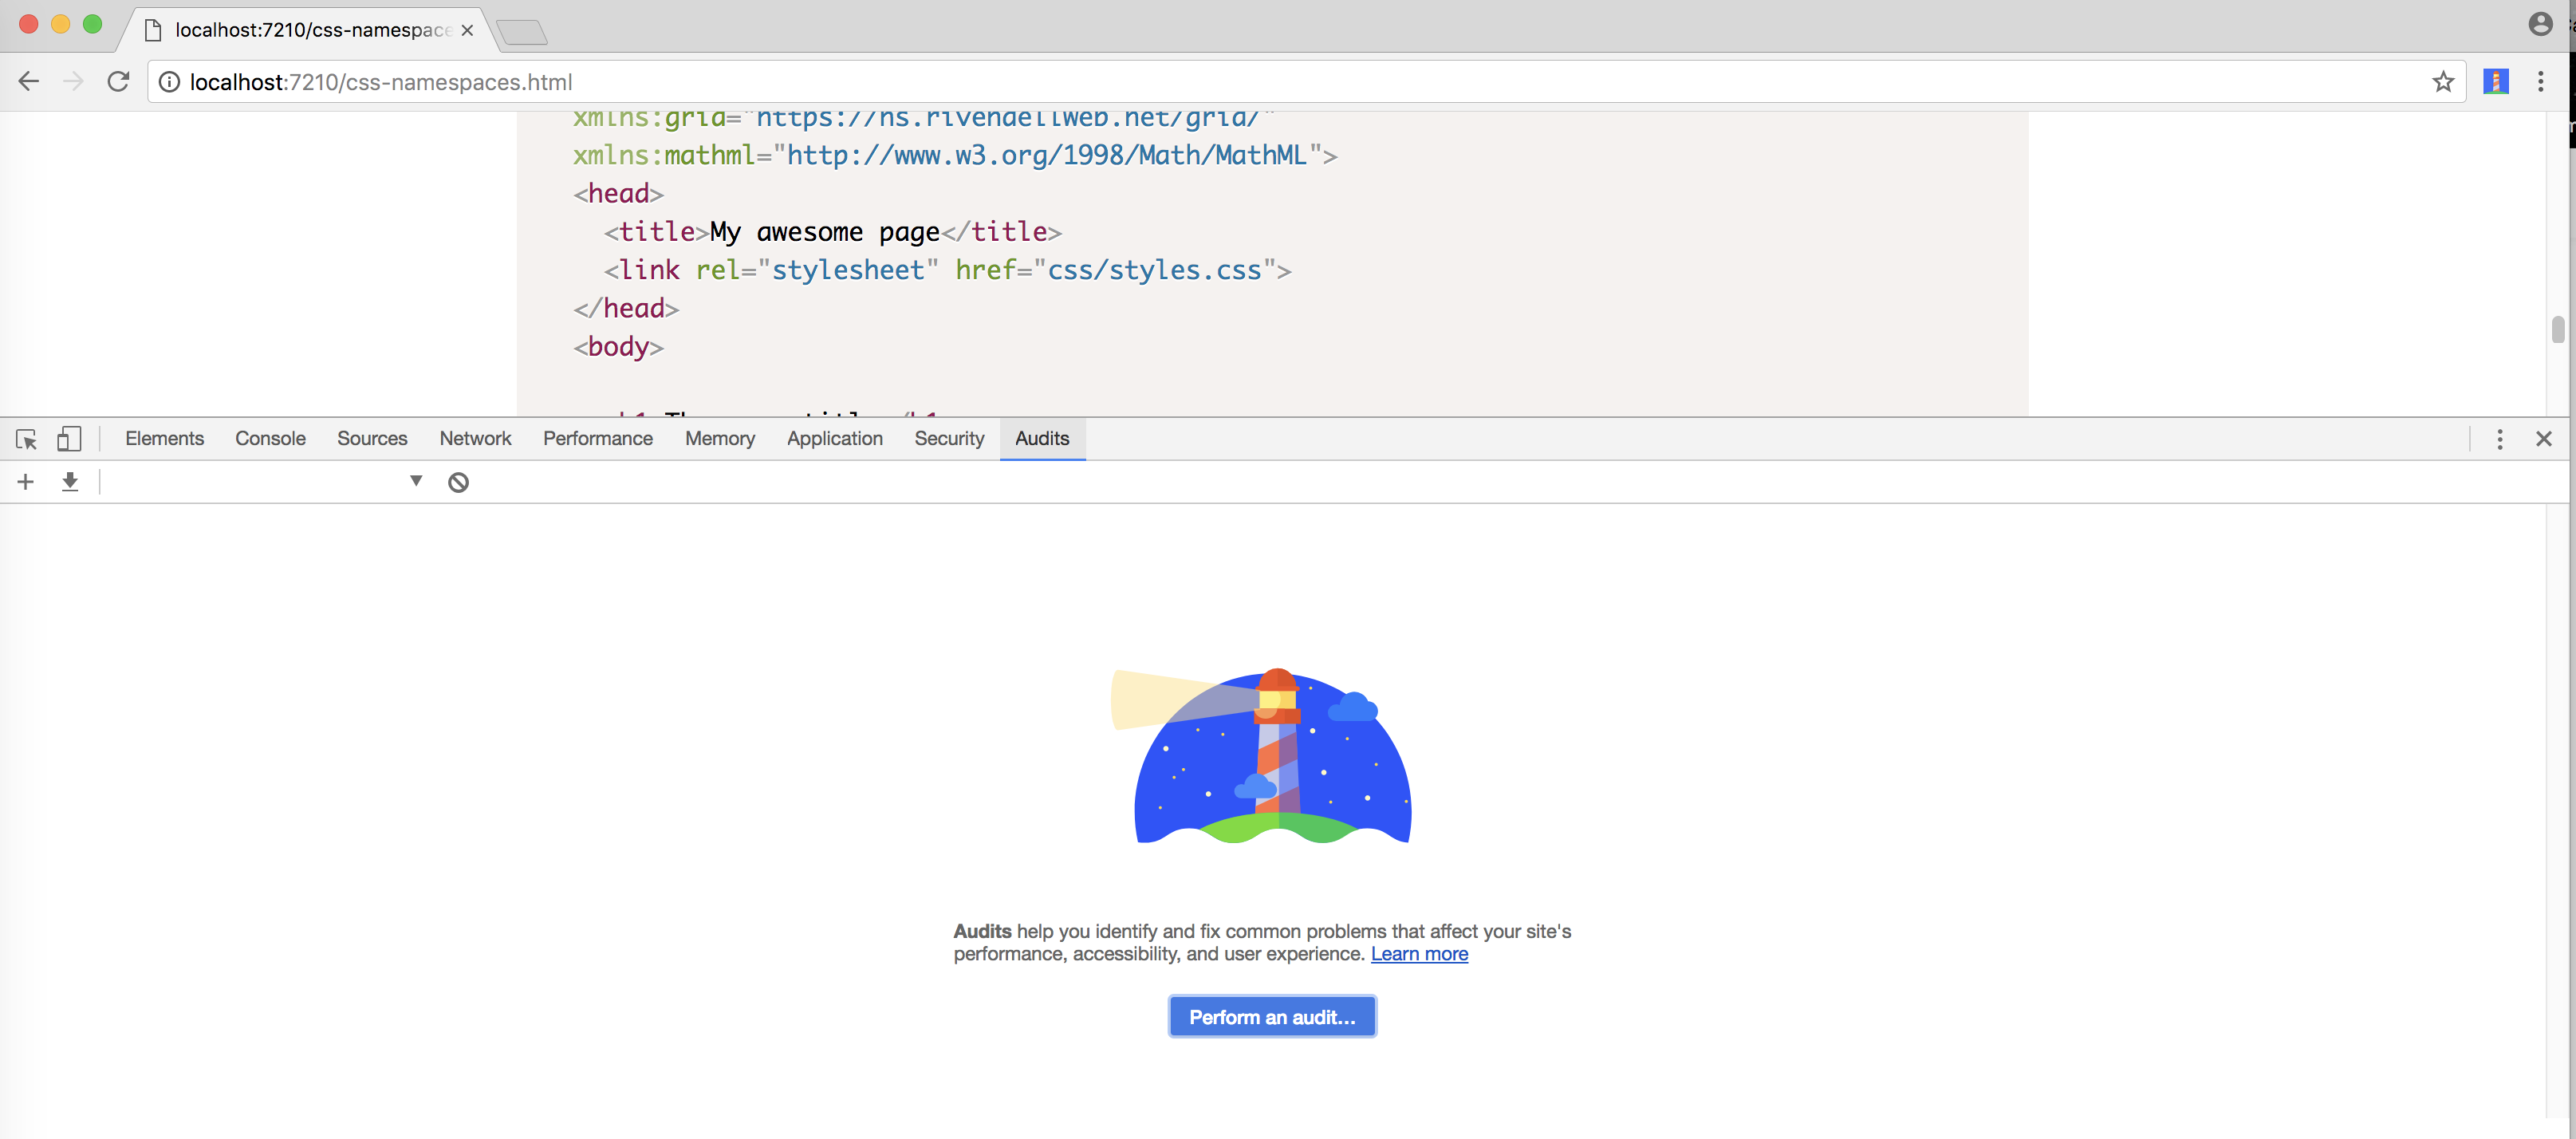 localhost:7210/css-namespace
localhost:7210/css-namespaces.html
xmlns:grid="https://ns.rivendellweb.net/grid/"
xmlns:mathml="http://www.w3.org/1998/Math/MathML">
<head>
<title>My awesome page</title>
<link rel="stylesheet" href="css/styles.css">
</head>
<body>
Elements Console Sources Network Performance Memory Application Security Audits
Audits help you identify and fix common problems that affect your site's
performance, accessibility, and user experience. Learn more
Perform an audit...